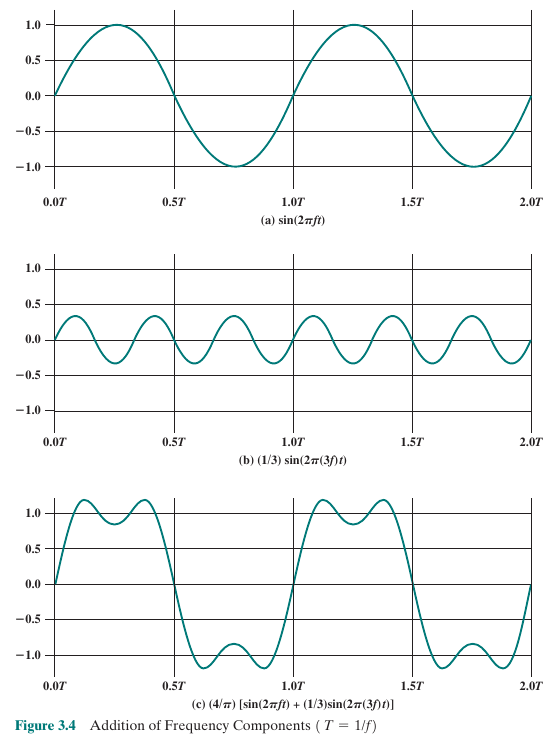 1.0
0.5
0.0
−0.5
−1.0
0.0T 0.5T 1.0T 1.5T 2.0T
(a) sin(2πft)
1.0
0.5
0.0
−0.5
−1.0
0.0T 0.5T 1.0T 1.5T 2.0T
(b) (1/3) sin(2π(3f)t)
1.0
0.5
0.0
−0.5
−1.0
0.0T 0.5T 1.0T 1.5T 2.0T
(c) (4/π) [sin(2πft) + (1/3)sin(2π(3f)t)]
Figure 3.4 Addition of Frequency Components ( T = 1/f)